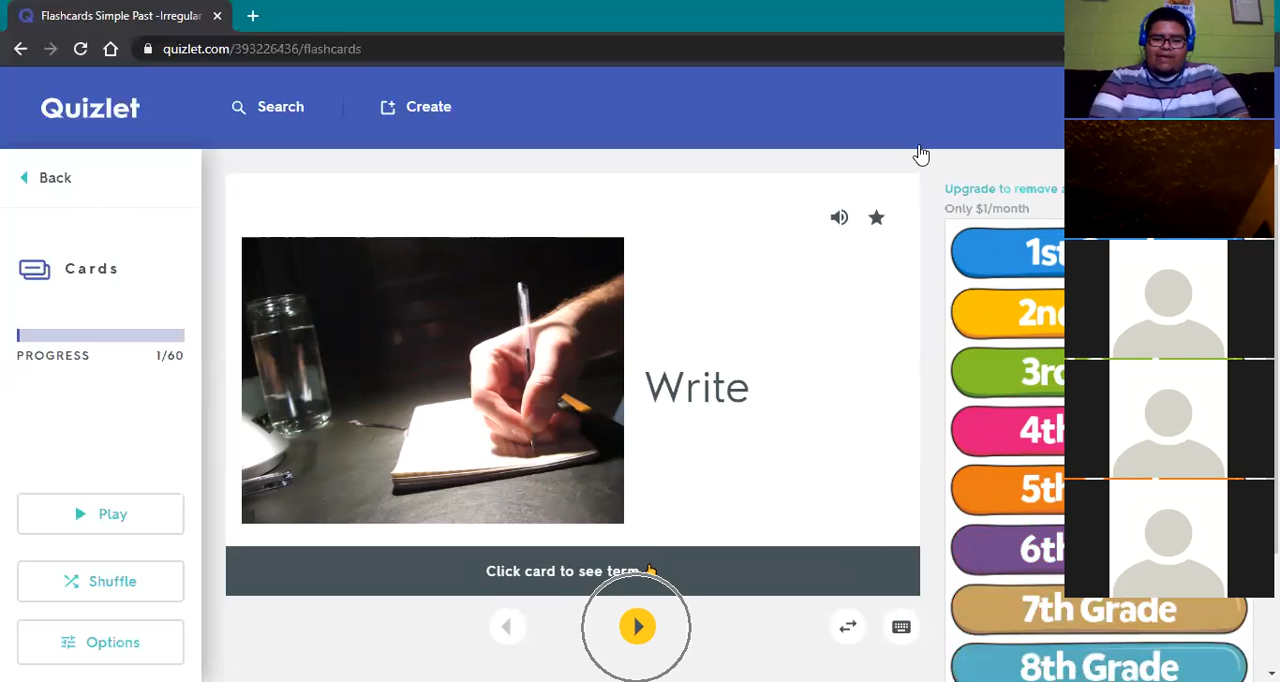 Flashcards Simple Past -Irregular
quizlet.com/393226436/flashcards
Quizlet
Search
Create
Back
Cards
PROGRESS 1/60
Play
Shuffle
Options
Write
Click card to see term 👆
Upgrade to remove
Only $1/month
1st
2nd
3rd
4th
5th
6th
7th Grade
8th Grade